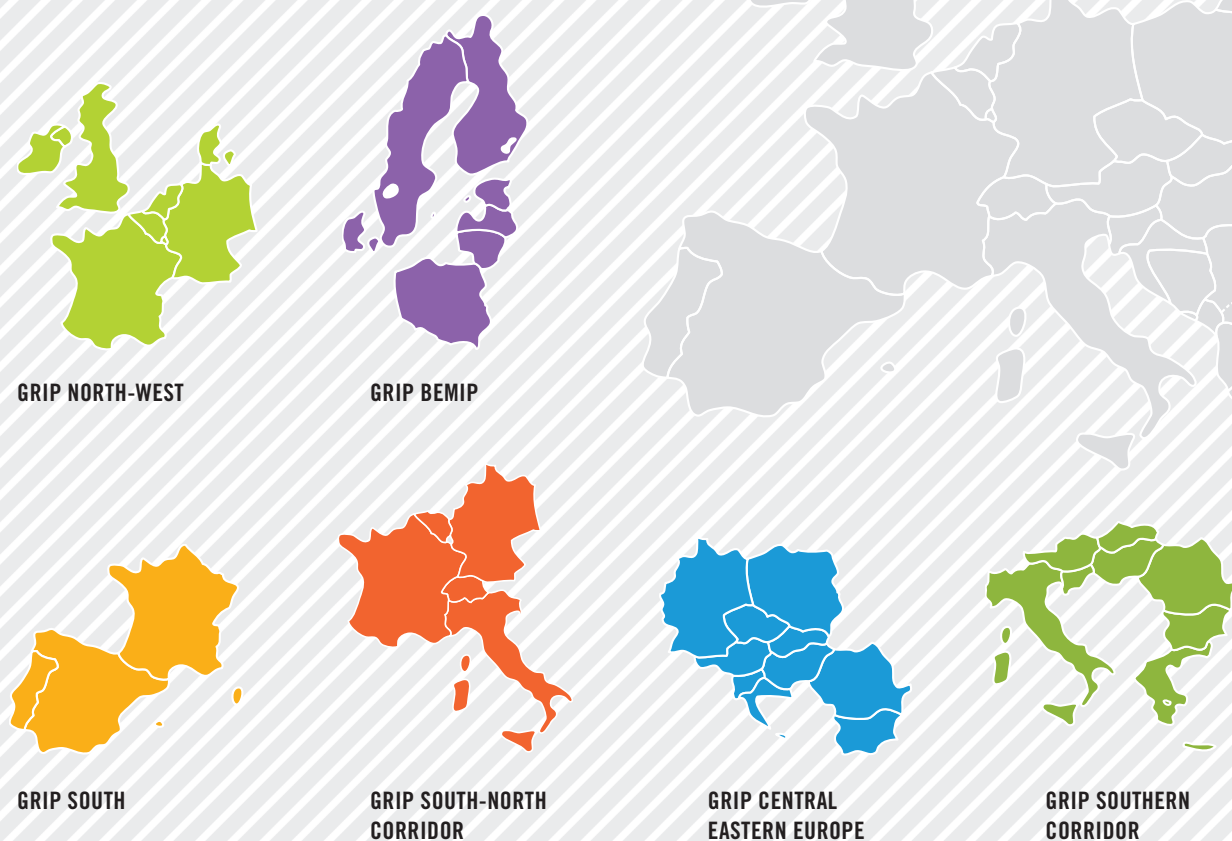 GRIP NORTH-WEST
GRIP BEMIP
GRIP SOUTH
GRIP SOUTH-NORTH
CORRIDOR
GRIP CENTRAL
EASTERN EUROPE
GRIP SOUTHERN
CORRIDOR